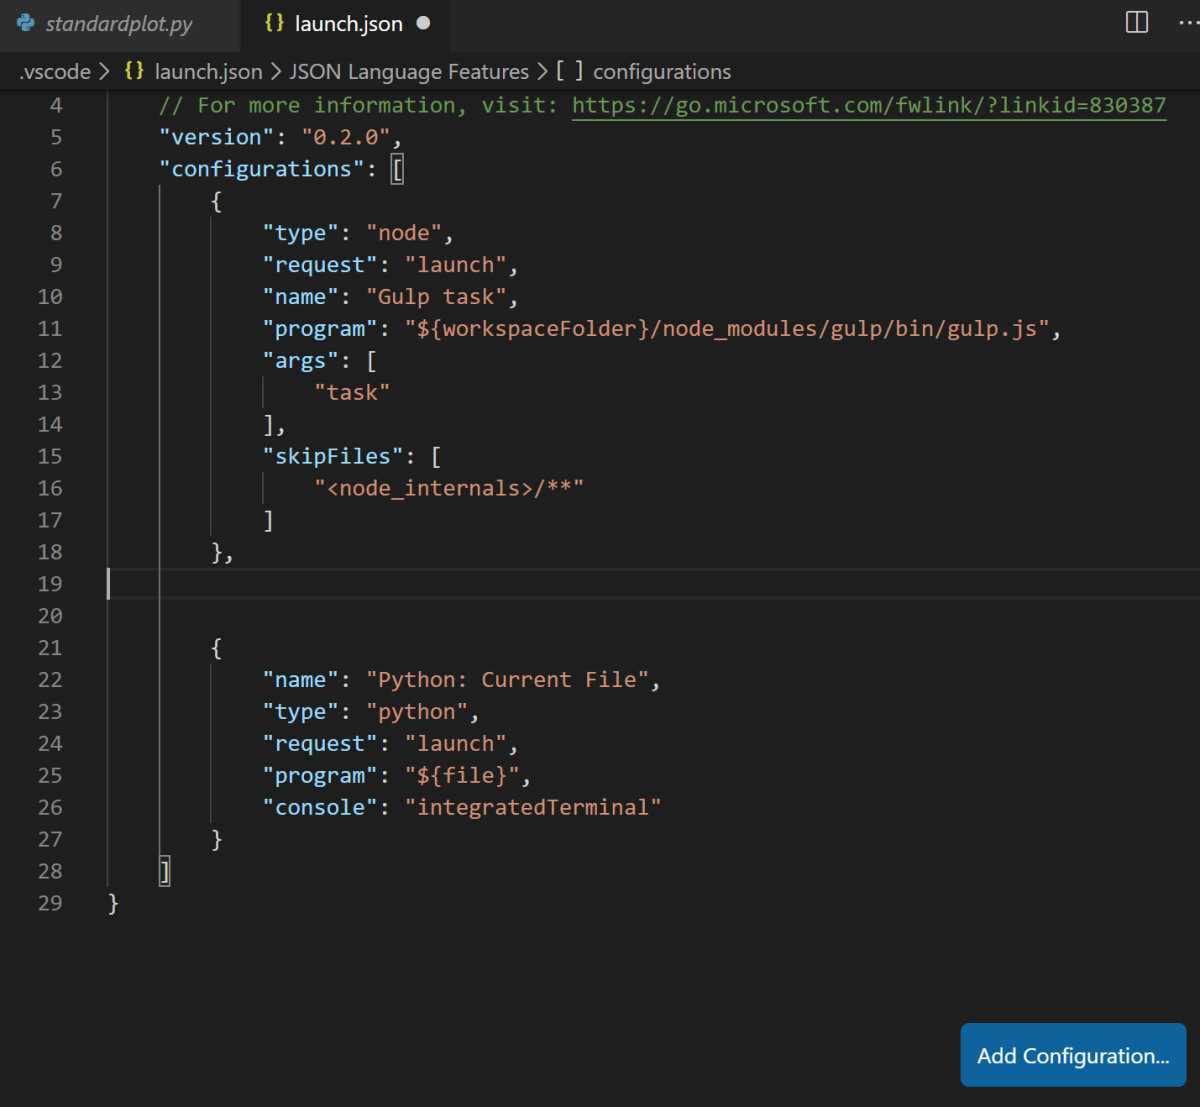 standardplot.py {} launch.json
.vscode > {} launch.json > JSON Language Features > [ ] configurations
4 // For more information, visit: https://go.microsoft.com/fwlink/?linkid=830387
5 "version": "0.2.0",
6 "configurations": [
7 {
8 "type": "node",
9 "request": "launch",
10 "name": "Gulp task",
11 "program": "${workspaceFolder}/node_modules/gulp/bin/gulp.js",
12 "args": [
13 "task"
14 ],
15 "skipFiles": [
16 "<node_internals>/**"
17 ]
18 },
19
20
21 {
22 "name": "Python: Current File",
23 "type": "python",
24 "request": "launch",
25 "program": "${file}",
26 "console": "integratedTerminal"
27 }
28 ]
29 }
Add Configuration...